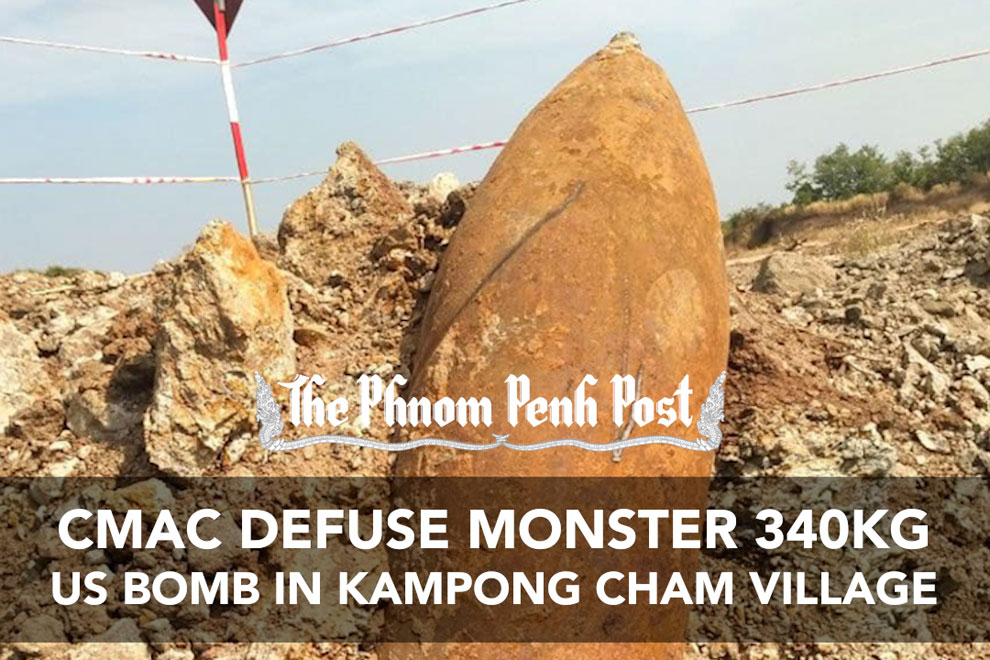 The Phnom Penh Post
CMAC DEFUSE MONSTER 340KG
US BOMB IN KAMPONG CHAM VILLAGE